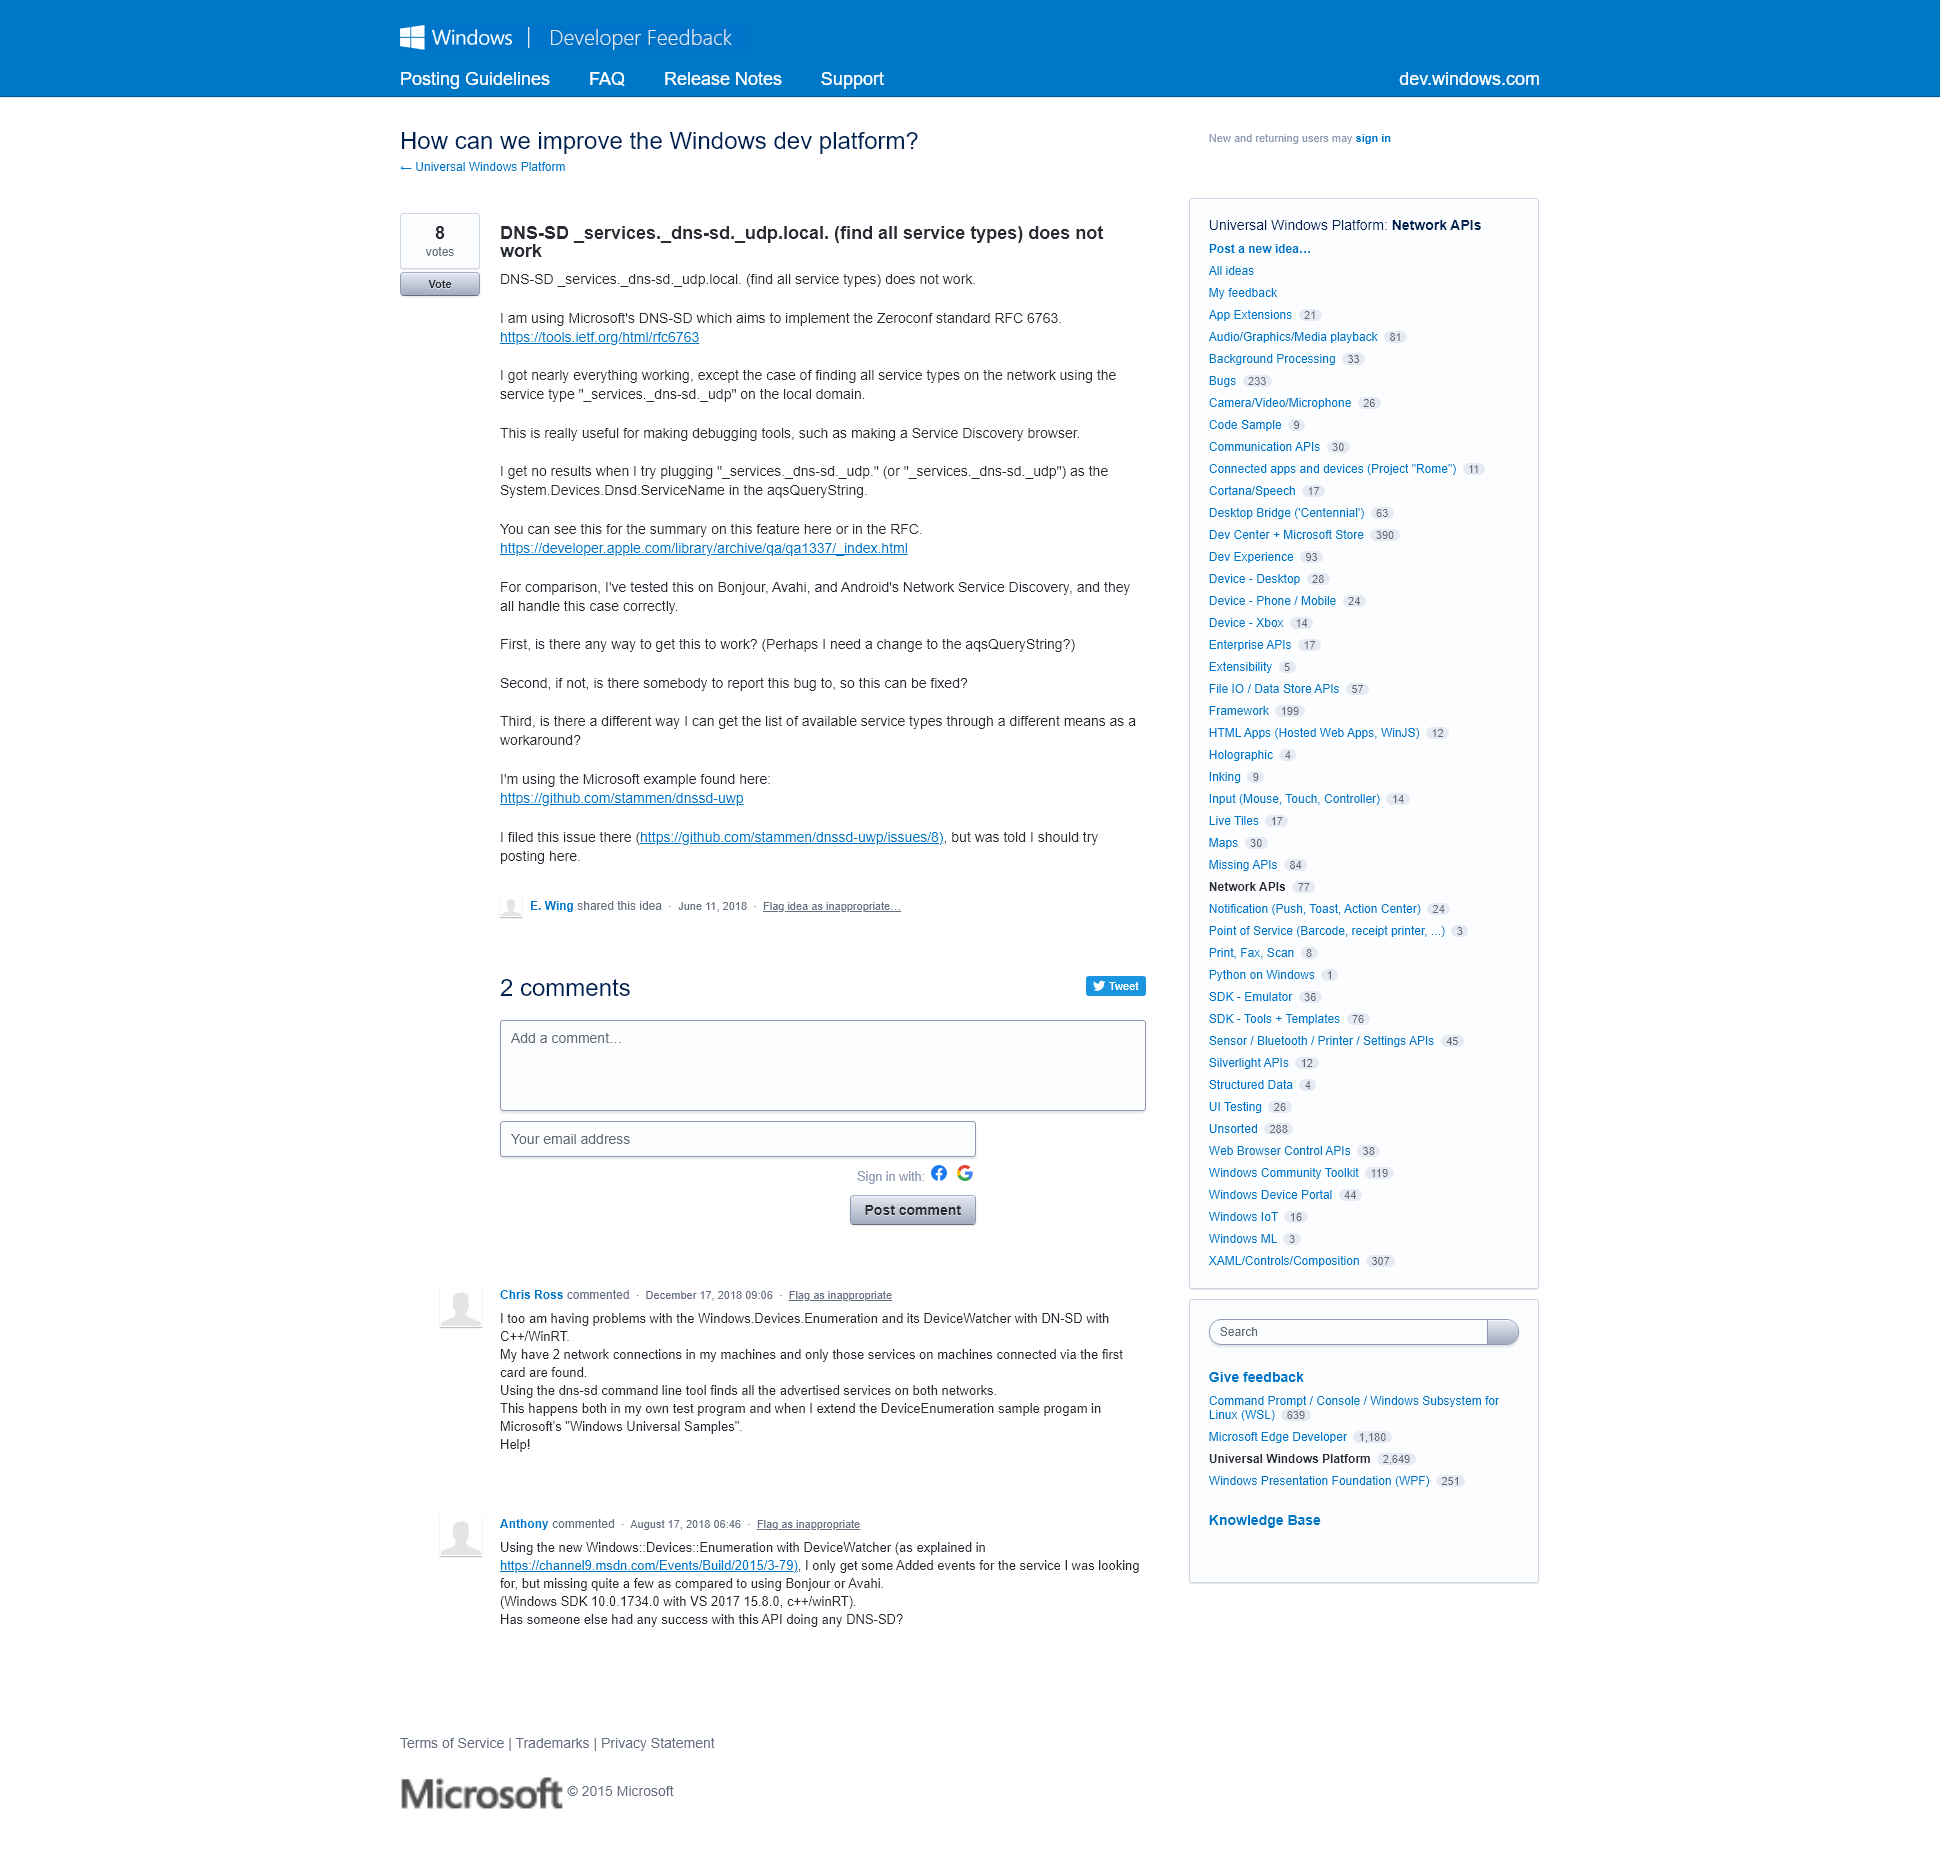 Windows | Developer Feedback
Posting Guidelines FAQ Release Notes Support dev.windows.com
How can we improve the Windows dev platform?
← Universal Windows Platform
New and returning users may sign in
8
votes
Vote
DNS-SD _services._dns-sd._udp.local. (find all service types) does not
work
DNS-SD _services._dns-sd._udp.local. (find all service types) does not work.
I am using Microsoft's DNS-SD which aims to implement the Zeroconf standard RFC 6763.
https://tools.ietf.org/html/rfc6763
I got nearly everything working, except the case of finding all service types on the network using the
service type "_services._dns-sd._udp" on the local domain.
This is really useful for making debugging tools, such as making a Service Discovery browser.
I get no results when I try plugging "_services._dns-sd._udp." (or "_services._dns-sd._udp") as the
System.Devices.Dnsd.ServiceName in the aqsQueryString.
You can see this for the summary on this feature here or in the RFC.
https://developer.apple.com/library/archive/qa/qa1337/_index.html
For comparison, I've tested this on Bonjour, Avahi, and Android's Network Service Discovery, and they
all handle this case correctly.
First, is there any way to get this to work? (Perhaps I need a change to the aqsQueryString?)
Second, if not, is there somebody to report this bug to, so this can be fixed?
Third, is there a different way I can get the list of available service types through a different means as a
workaround?
I'm using the Microsoft example found here:
https://github.com/stammen/dnssd-uwp
I filed this issue there (https://github.com/stammen/dnssd-uwp/issues/8), but was told I should try
posting here.
E. Wing shared this idea · June 11, 2018 · Flag idea as inappropriate…
2 comments
Tweet
Add a comment…
Your email address
Sign in with:
Post comment
Chris Ross commented · December 17, 2018 09:06 · Flag as inappropriate
I too am having problems with the Windows.Devices.Enumeration and its DeviceWatcher with DN-SD with
C++/WinRT.
My have 2 network connections in my machines and only those services on machines connected via the first
card are found.
Using the dns-sd command line tool finds all the advertised services on both networks.
This happens both in my own test program and when I extend the DeviceEnumeration sample progam in
Microsoft's "Windows Universal Samples".
Help!
Anthony commented · August 17, 2018 06:46 · Flag as inappropriate
Using the new Windows::Devices::Enumeration with DeviceWatcher (as explained in
https://channel9.msdn.com/Events/Build/2015/3-79), I only get some Added events for the service I was looking
for, but missing quite a few as compared to using Bonjour or Avahi.
(Windows SDK 10.0.1734.0 with VS 2017 15.8.0, c++/winRT).
Has someone else had any success with this API doing any DNS-SD?
Universal Windows Platform: Network APIs
Post a new idea…
All ideas
My feedback
App Extensions 21
Audio/Graphics/Media playback 81
Background Processing 33
Bugs 233
Camera/Video/Microphone 26
Code Sample 9
Communication APIs 30
Connected apps and devices (Project "Rome") 11
Cortana/Speech 17
Desktop Bridge ('Centennial') 63
Dev Center + Microsoft Store 390
Dev Experience 93
Device - Desktop 28
Device - Phone / Mobile 24
Device - Xbox 14
Enterprise APIs 17
Extensibility 5
File IO / Data Store APIs 57
Framework 199
HTML Apps (Hosted Web Apps, WinJS) 12
Holographic 4
Inking 9
Input (Mouse, Touch, Controller) 14
Live Tiles 17
Maps 30
Missing APIs 84
Network APIs 77
Notification (Push, Toast, Action Center) 24
Point of Service (Barcode, receipt printer, ...) 3
Print, Fax, Scan 8
Python on Windows 1
SDK - Emulator 36
SDK - Tools + Templates 76
Sensor / Bluetooth / Printer / Settings APIs 45
Silverlight APIs 12
Structured Data 4
UI Testing 26
Unsorted 288
Web Browser Control APIs 38
Windows Community Toolkit 119
Windows Device Portal 44
Windows IoT 16
Windows ML 3
XAML/Controls/Composition 307
Search
Give feedback
Command Prompt / Console / Windows Subsystem for
Linux (WSL) 639
Microsoft Edge Developer 1,180
Universal Windows Platform 2,649
Windows Presentation Foundation (WPF) 251
Knowledge Base
Terms of Service | Trademarks | Privacy Statement
Microsoft © 2015 Microsoft